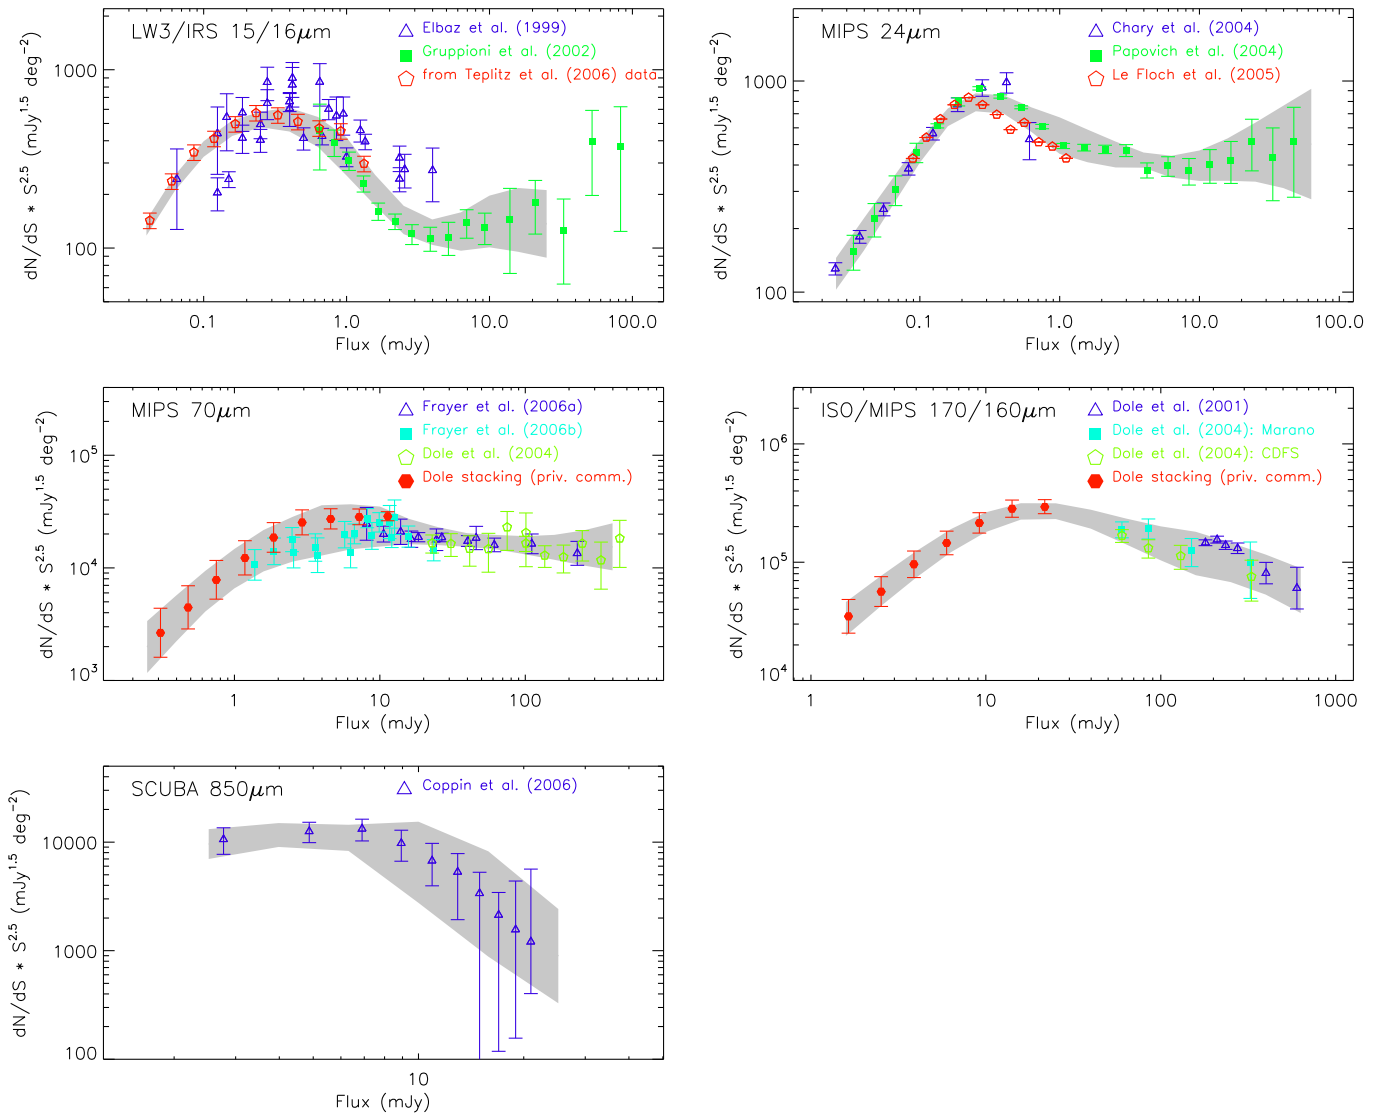 LW3/IRS 15/16μm
Elbaz et al. (1999)
Gruppioni et al. (2002)
from Teplitz et al. (2006) data
dN/dS * S^2.5 (mJy^1.5 deg^-2)
1000
100
0.1
1.0
10.0
100.0
Flux (mJy)
MIPS 24μm
Chary et al. (2004)
Papovich et al. (2004)
Le Floch et al. (2005)
dN/dS * S^2.5 (mJy^1.5 deg^-2)
1000
100
0.1
1.0
10.0
100.0
Flux (mJy)
MIPS 70μm
Frayer et al. (2006a)
Frayer et al. (2006b)
Dole et al. (2004)
Dole stacking (priv. comm.)
dN/dS * S^2.5 (mJy^1.5 deg^-2)
10^5
10^4
10^3
1
10
100
Flux (mJy)
ISO/MIPS 170/160μm
Dole et al. (2001)
Dole et al. (2004): Marano
Dole et al. (2004): CDFS
Dole stacking (priv. comm.)
dN/dS * S^2.5 (mJy^1.5 deg^-2)
10^6
10^5
10^4
1
10
100
1000
Flux (mJy)
SCUBA 850μm
Coppin et al. (2006)
dN/dS * S^2.5 (mJy^1.5 deg^-2)
10000
1000
100
10
Flux (mJy)